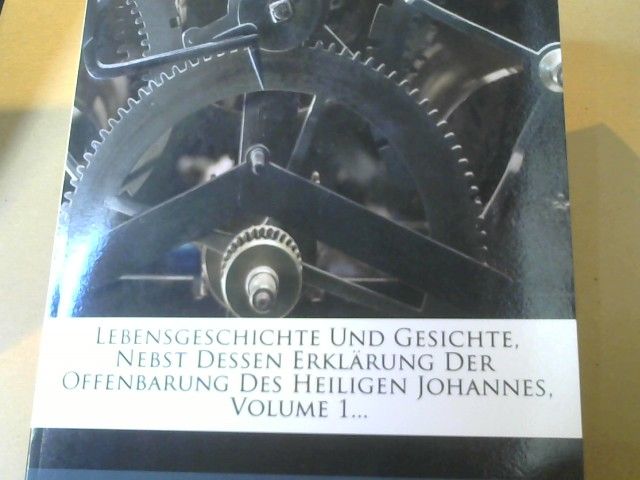 Lebensgeschichte Und Gesichte,
Nebst Dessen Erklärung Der
Offenbarung Des Heiligen Johannes,
Volume 1...